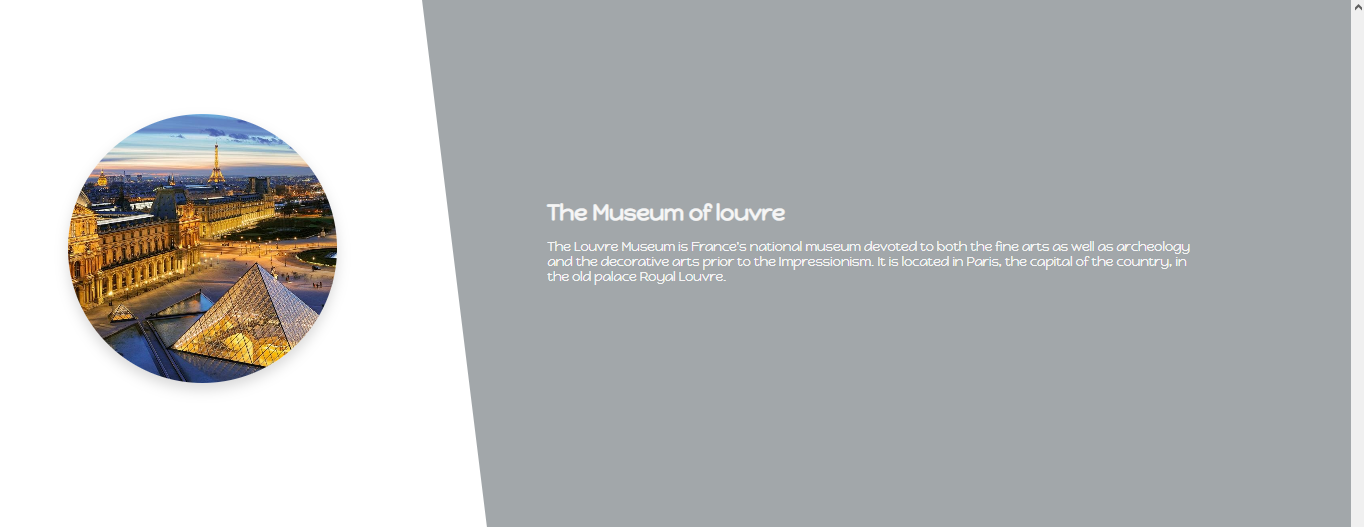 The Museum of louvre
The Louvre Museum is France's national museum devoted to both the fine arts as well as archeology
and the decorative arts prior to the Impressionism. It is located in Paris, the capital of the country, in
the old palace Royal Louvre.